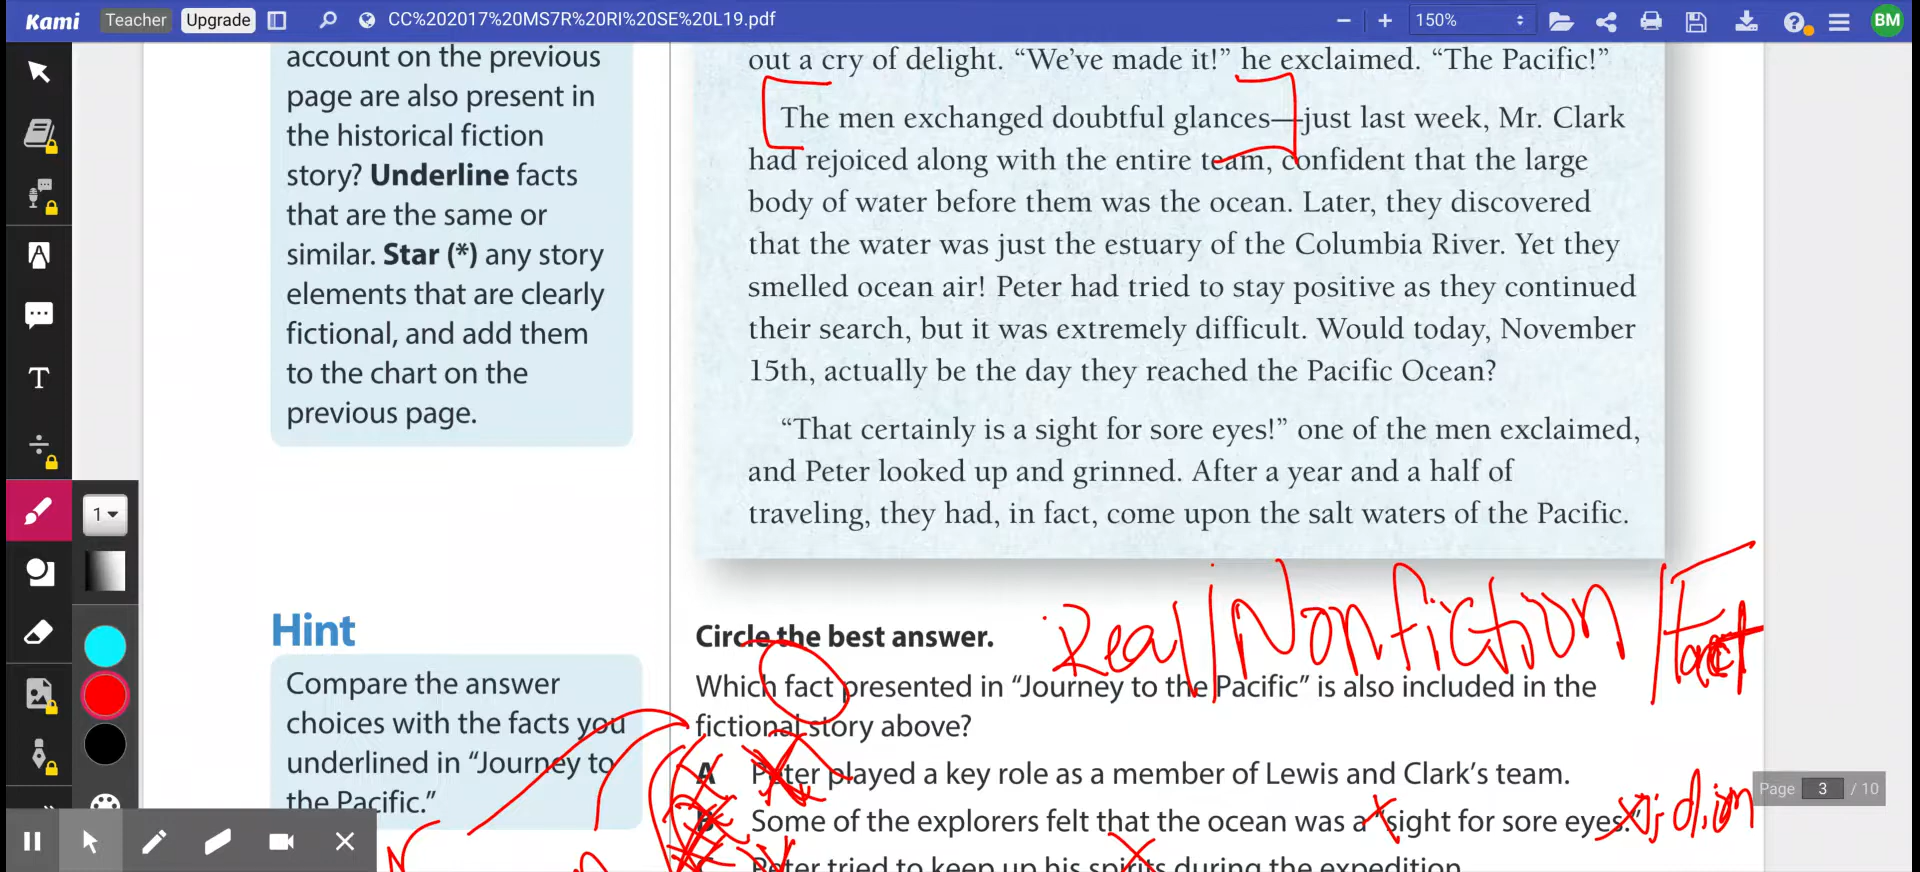 Kami Teacher Upgrade CC%202017%20MS7R%20RI%20SE%20L19.pdf 150% BM
account on the previous
page are also present in
the historical fiction
story? Underline facts
that are the same or
similar. Star (*) any story
elements that are clearly
fictional, and add them
to the chart on the
previous page.
out a cry of delight. “We’ve made it!” he exclaimed. “The Pacific!”
The men exchanged doubtful glances—just last week, Mr. Clark
had rejoiced along with the entire team, confident that the large
body of water before them was the ocean. Later, they discovered
that the water was just the estuary of the Columbia River. Yet they
smelled ocean air! Peter had tried to stay positive as they continued
their search, but it was extremely difficult. Would today, November
15th, actually be the day they reached the Pacific Ocean?
“That certainly is a sight for sore eyes!” one of the men exclaimed,
and Peter looked up and grinned. After a year and a half of
traveling, they had, in fact, come upon the salt waters of the Pacific.
Real/Nonfiction/Fact
Hint
Compare the answer
choices with the facts you
underlined in “Journey to
the Pacific.”
Circle the best answer.
Which fact presented in “Journey to the Pacific” is also included in the
fictional story above?
A Peter played a key role as a member of Lewis and Clark’s team.
B Some of the explorers felt that the ocean was a “sight for sore eyes.”
Peter tried to keep up his spirits during the expedition.
Page 3 / 10
1
T